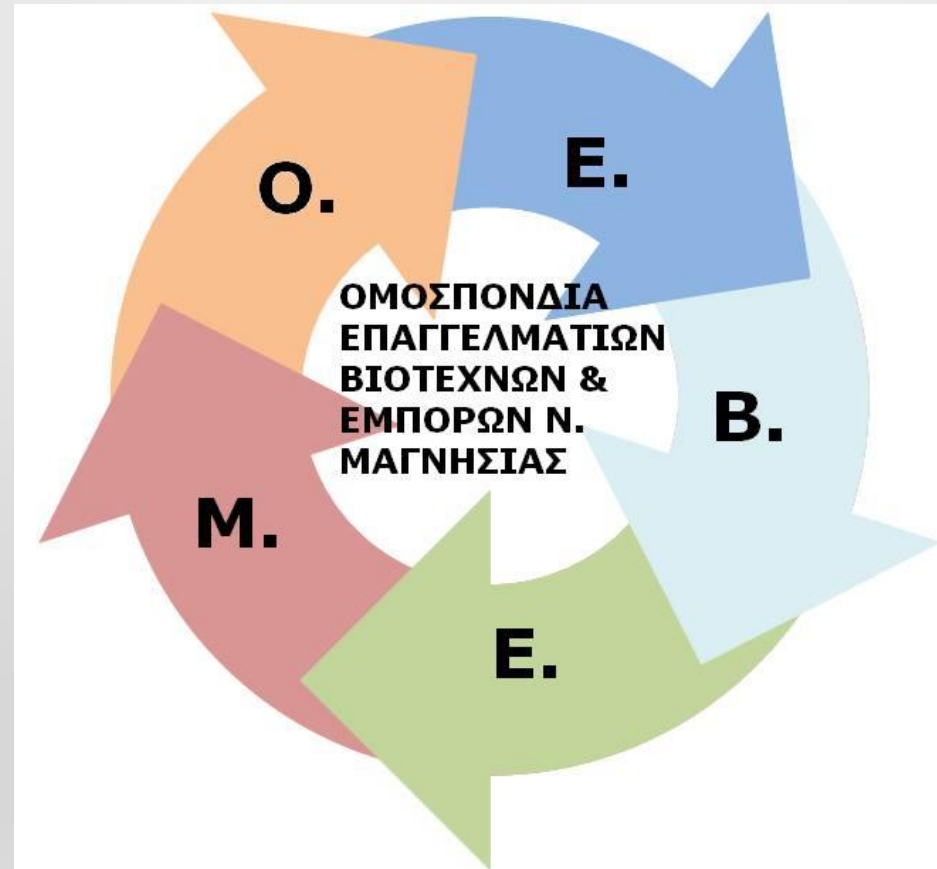 Ο.
Ε.
Β.
Ε.
Μ.
ΟΜΟΣΠΟΝΔΙΑ
ΕΠΑΓΓΕΛΜΑΤΙΩΝ
ΒΙΟΤΕΧΝΩΝ &
ΕΜΠΟΡΩΝ Ν.
ΜΑΓΝΗΣΙΑΣ